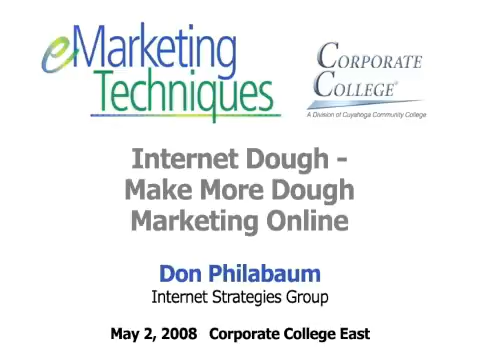 eMarketing
Techniques
CORPORATE
COLLEGE®
A Division of Cuyahoga Community College
Internet Dough -
Make More Dough
Marketing Online
Don Philabaum
Internet Strategies Group
May 2, 2008 Corporate College East